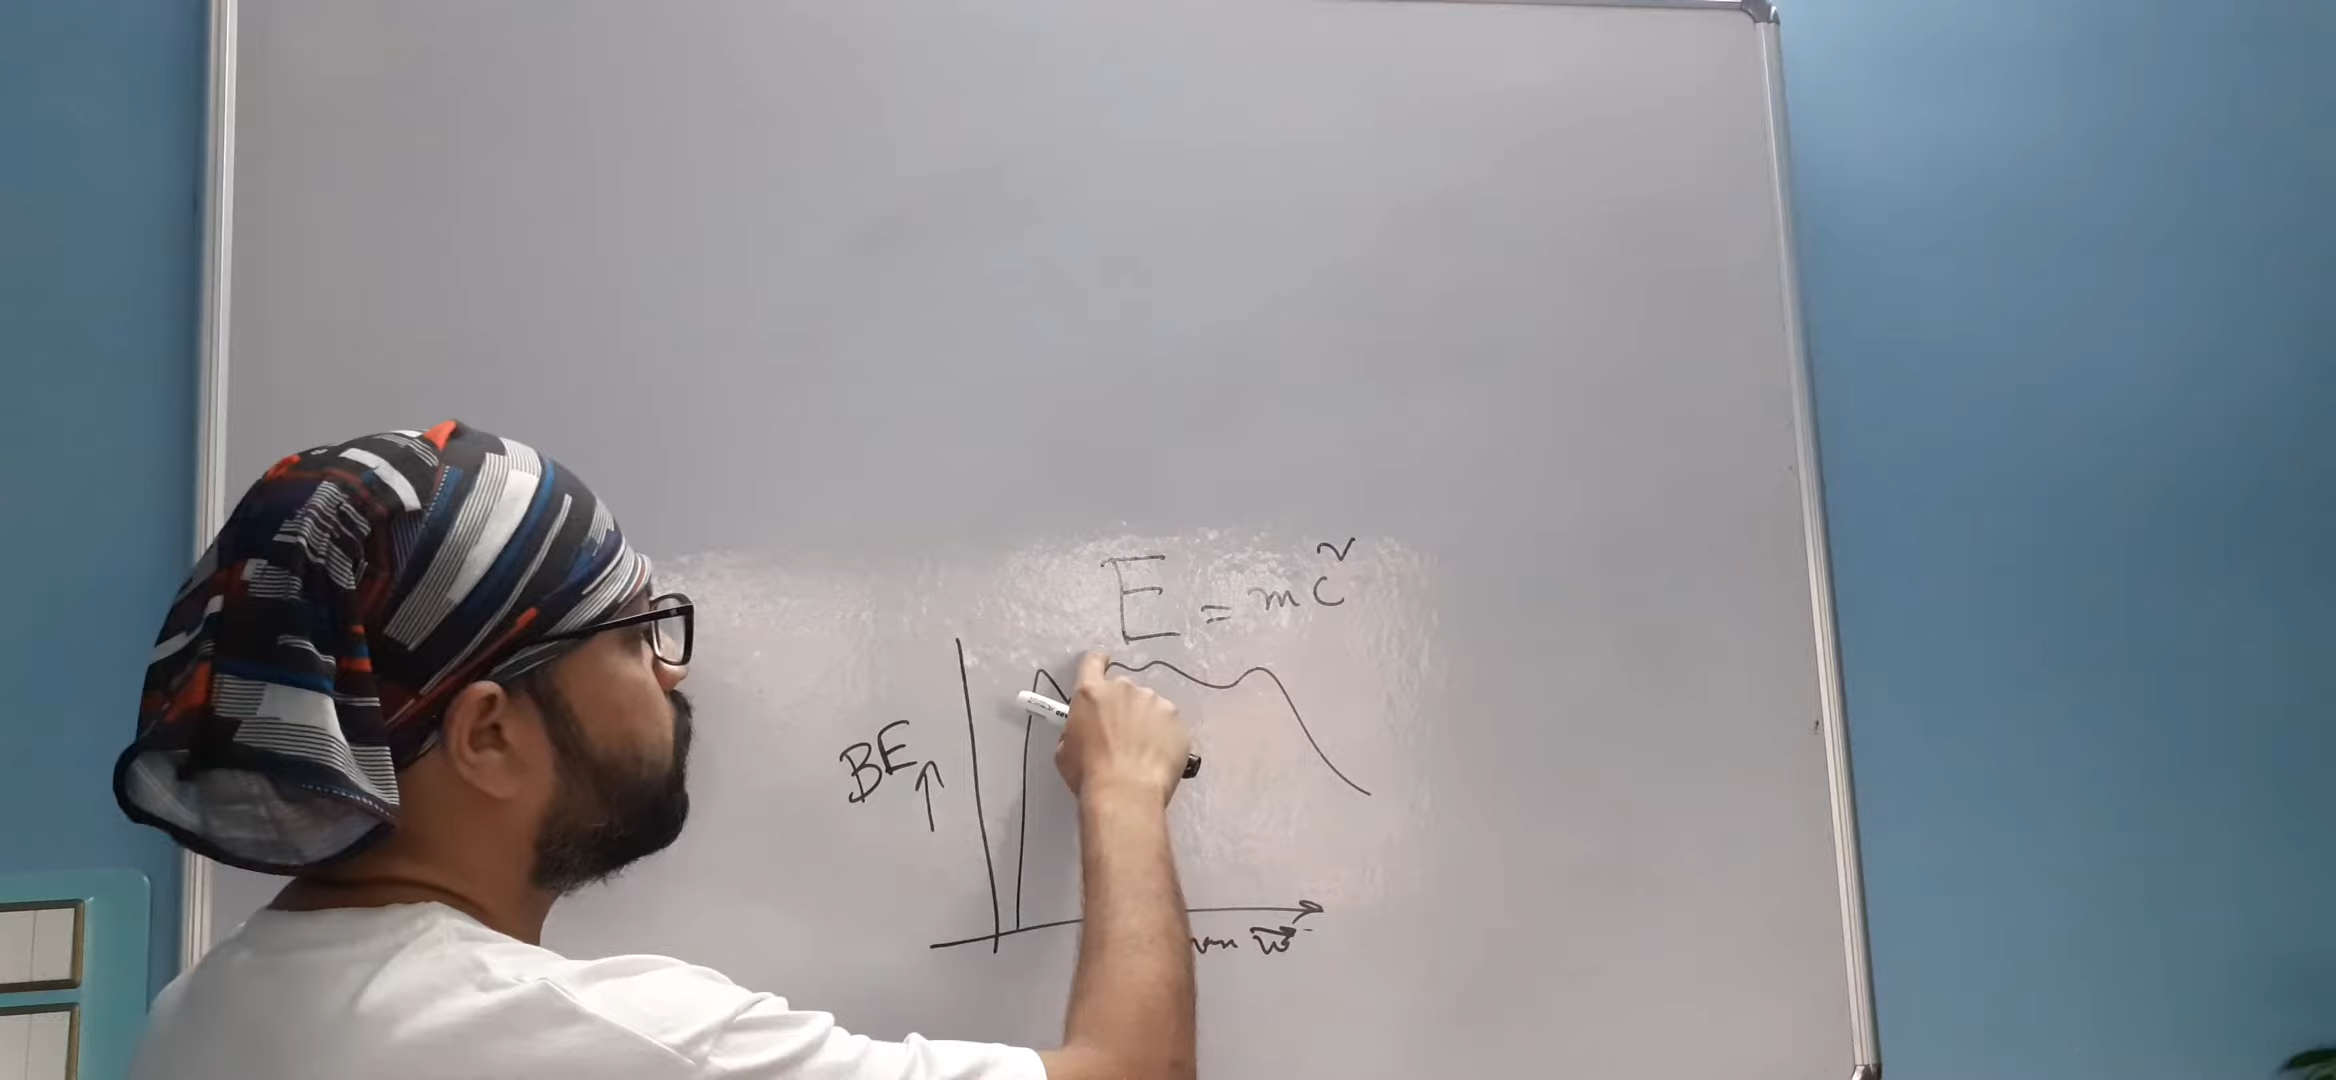 E = mc²
BE ↑